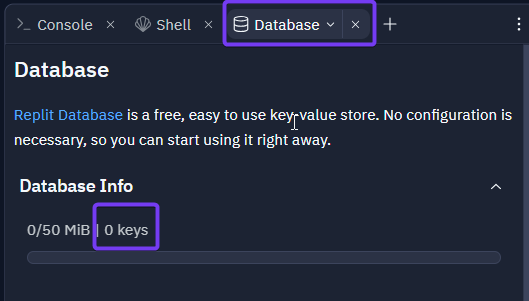 Console Shell Database
Database
Replit Database is a free, easy to use key-value store. No configuration is
necessary, so you can start using it right away.
Database Info
0/50 MiB | 0 keys